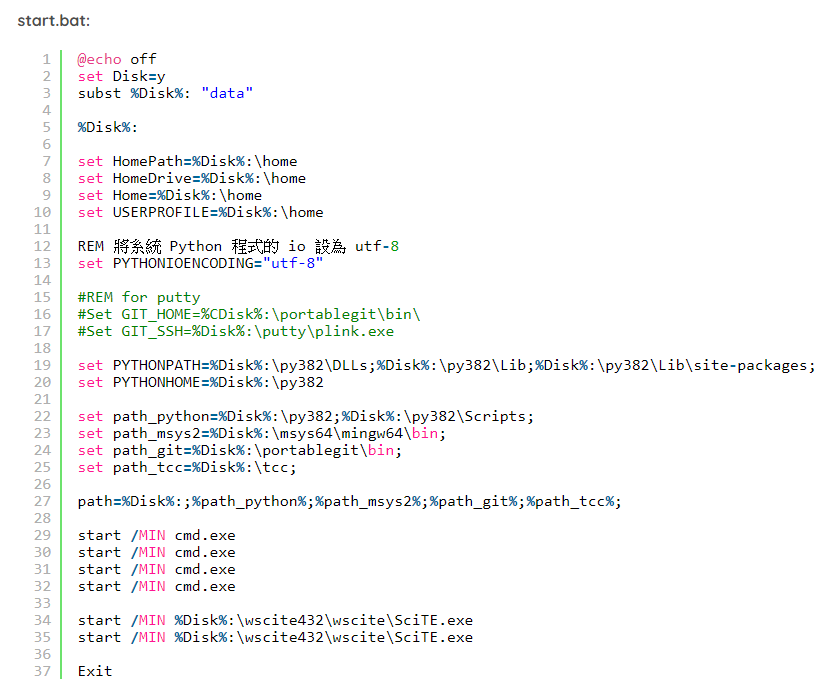 start.bat:
1 @echo off
2 set Disk=y
3 subst %Disk%: "data"
4
5 %Disk%:
6
7 set HomePath=%Disk%:\home
8 set HomeDrive=%Disk%:\home
9 set Home=%Disk%:\home
10 set USERPROFILE=%Disk%:\home
11
12 REM 將系統 Python 程式的 io 設為 utf-8
13 set PYTHONIOENCODING="utf-8"
14
15 #REM for putty
16 #Set GIT_HOME=%CDisk%:\portablegit\bin\
17 #Set GIT_SSH=%Disk%:\putty\plink.exe
18
19 set PYTHONPATH=%Disk%:\py382\DLLs;%Disk%:\py382\Lib;%Disk%:\py382\Lib\site-packages;
20 set PYTHONHOME=%Disk%:\py382
21
22 set path_python=%Disk%:\py382;%Disk%:\py382\Scripts;
23 set path_msys2=%Disk%:\msys64\mingw64\bin;
24 set path_git=%Disk%:\portablegit\bin;
25 set path_tcc=%Disk%:\tcc;
26
27 path=%Disk%:;%path_python%;%path_msys2%;%path_git%;%path_tcc%;
28
29 start /MIN cmd.exe
30 start /MIN cmd.exe
31 start /MIN cmd.exe
32 start /MIN cmd.exe
33
34 start /MIN %Disk%:\wscite432\wscite\SciTE.exe
35 start /MIN %Disk%:\wscite432\wscite\SciTE.exe
36
37 Exit